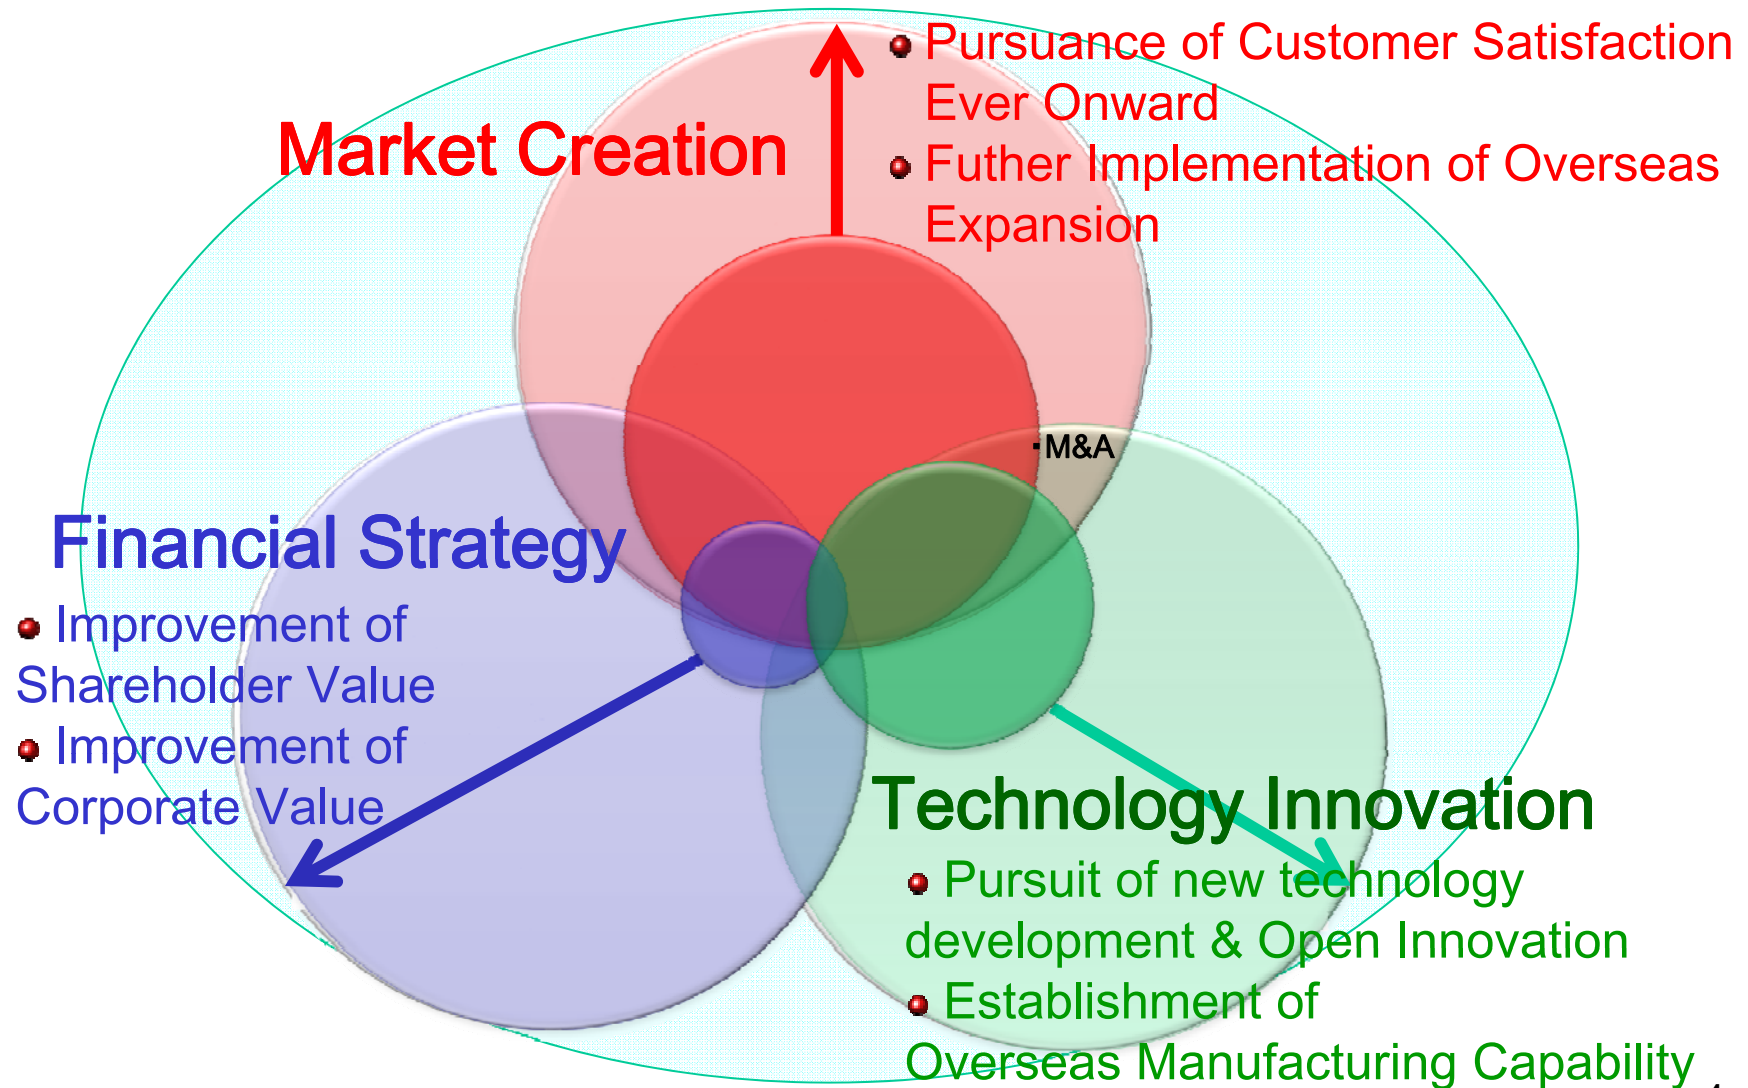 Pursuance of Customer Satisfaction
Ever Onward
Market Creation
Futher Implementation of Overseas
Expansion
・M&A
Financial Strategy
Improvement of
Shareholder Value
Improvement of
Corporate Value
Technology Innovation
Pursuit of new technology
development & Open Innovation
Establishment of
Overseas Manufacturing Capability